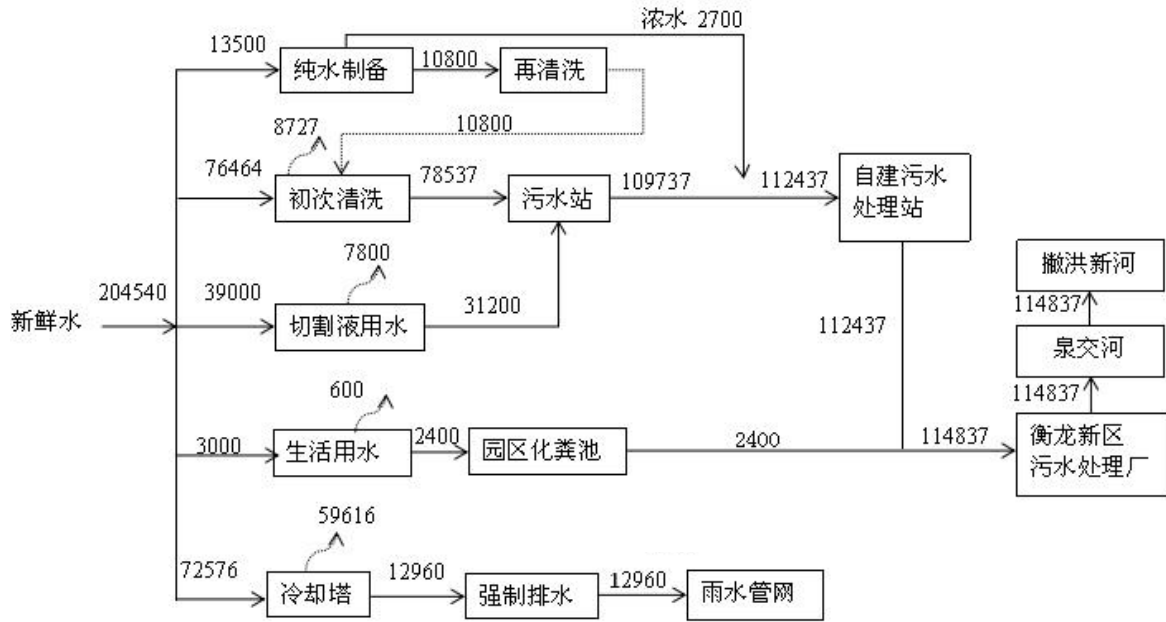 浓水 2700
13500
纯水制备
10800
再清洗
8727
10800
76464
初次清洗
78537
污水站
109737
112437
自建污水
处理站
7800
撇洪新河
新鲜水
204540
39000
切割液用水
31200
112437
114837
泉交河
600
114837
3000
生活用水
2400
园区化粪池
2400
114837
衡龙新区
污水处理厂
59616
72576
冷却塔
12960
强制排水
12960
雨水管网